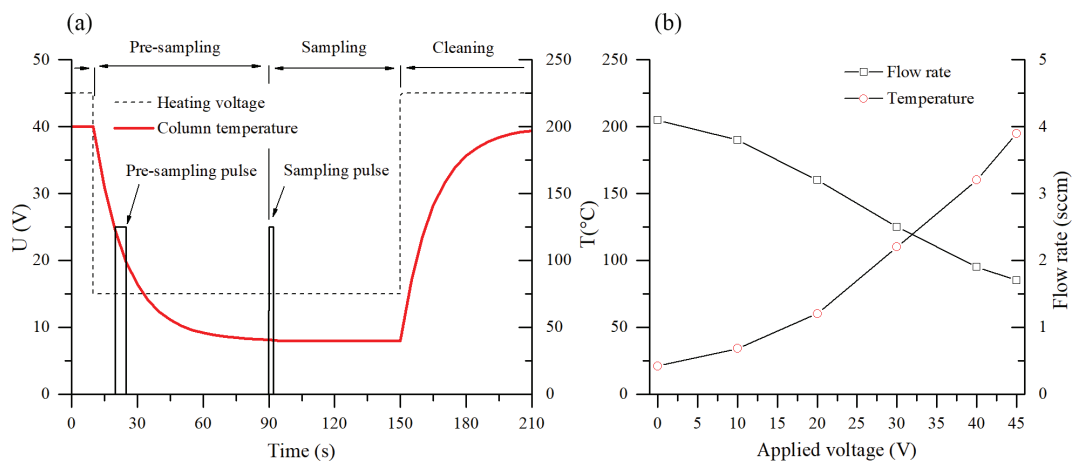 (a)
Pre-sampling
Sampling
Cleaning
50
40
30
20
10
0
U (V)
250
200
150
100
50
0
T(°C)
Heating voltage
Column temperature
Pre-sampling pulse
Sampling pulse
0
30
60
90
120
150
180
210
Time (s)
(b)
250
200
150
100
50
0
5
4
3
2
1
0
Flow rate (sccm)
Flow rate
Temperature
0
5
10
15
20
25
30
35
40
45
Applied voltage (V)